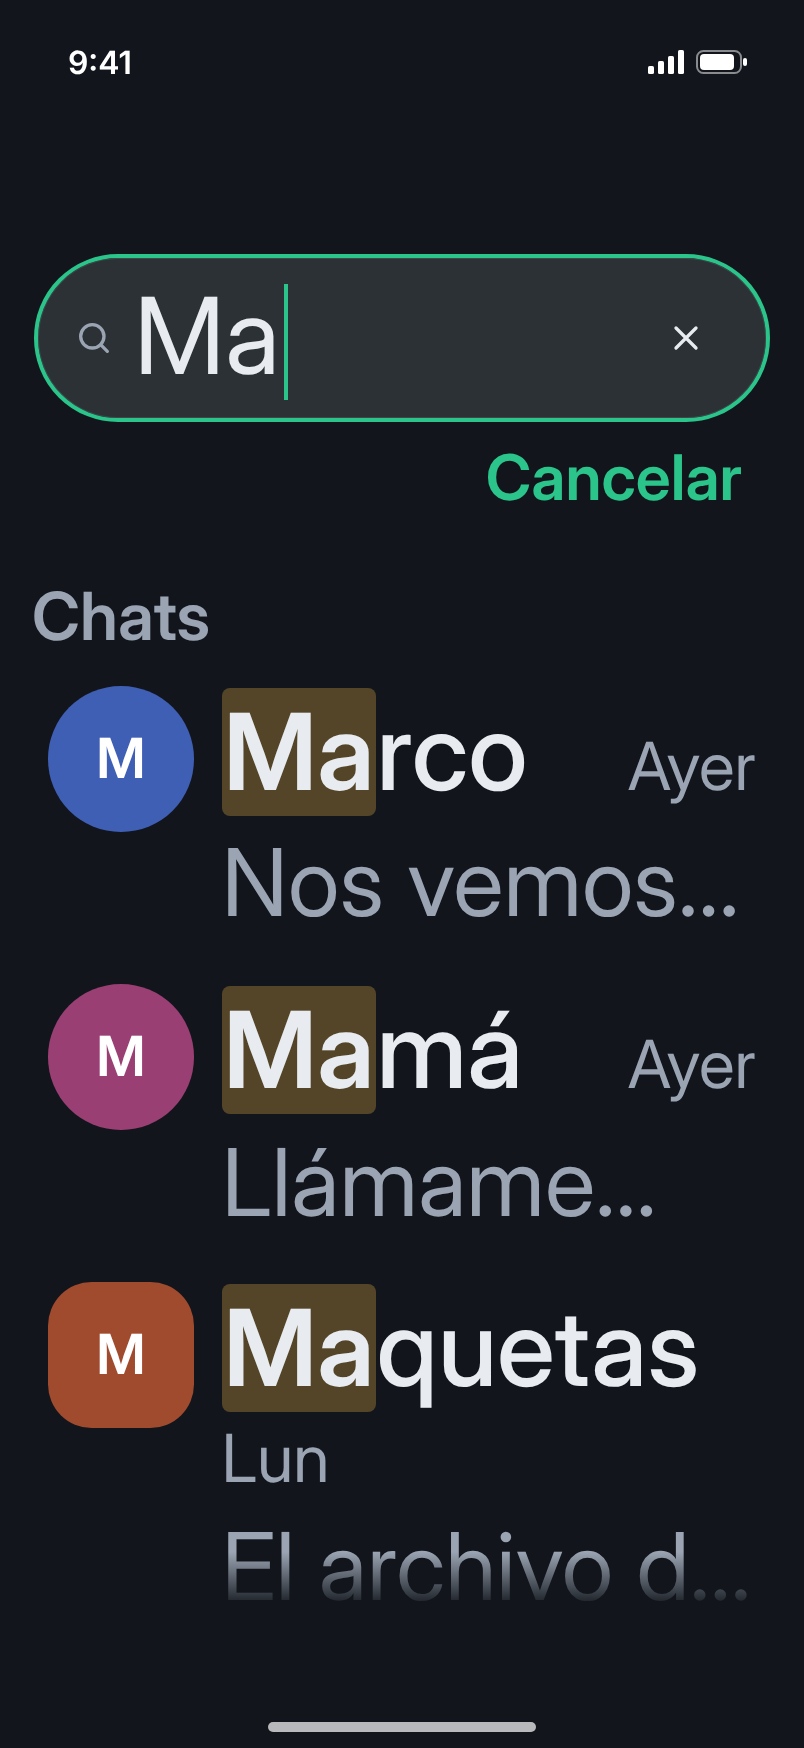 9:41
Ma
Cancelar
Chats
M
Marco
Ayer
Nos vemos...
M
Mamá
Ayer
Llámame...
M
Maquetas
Lun
El archivo d...